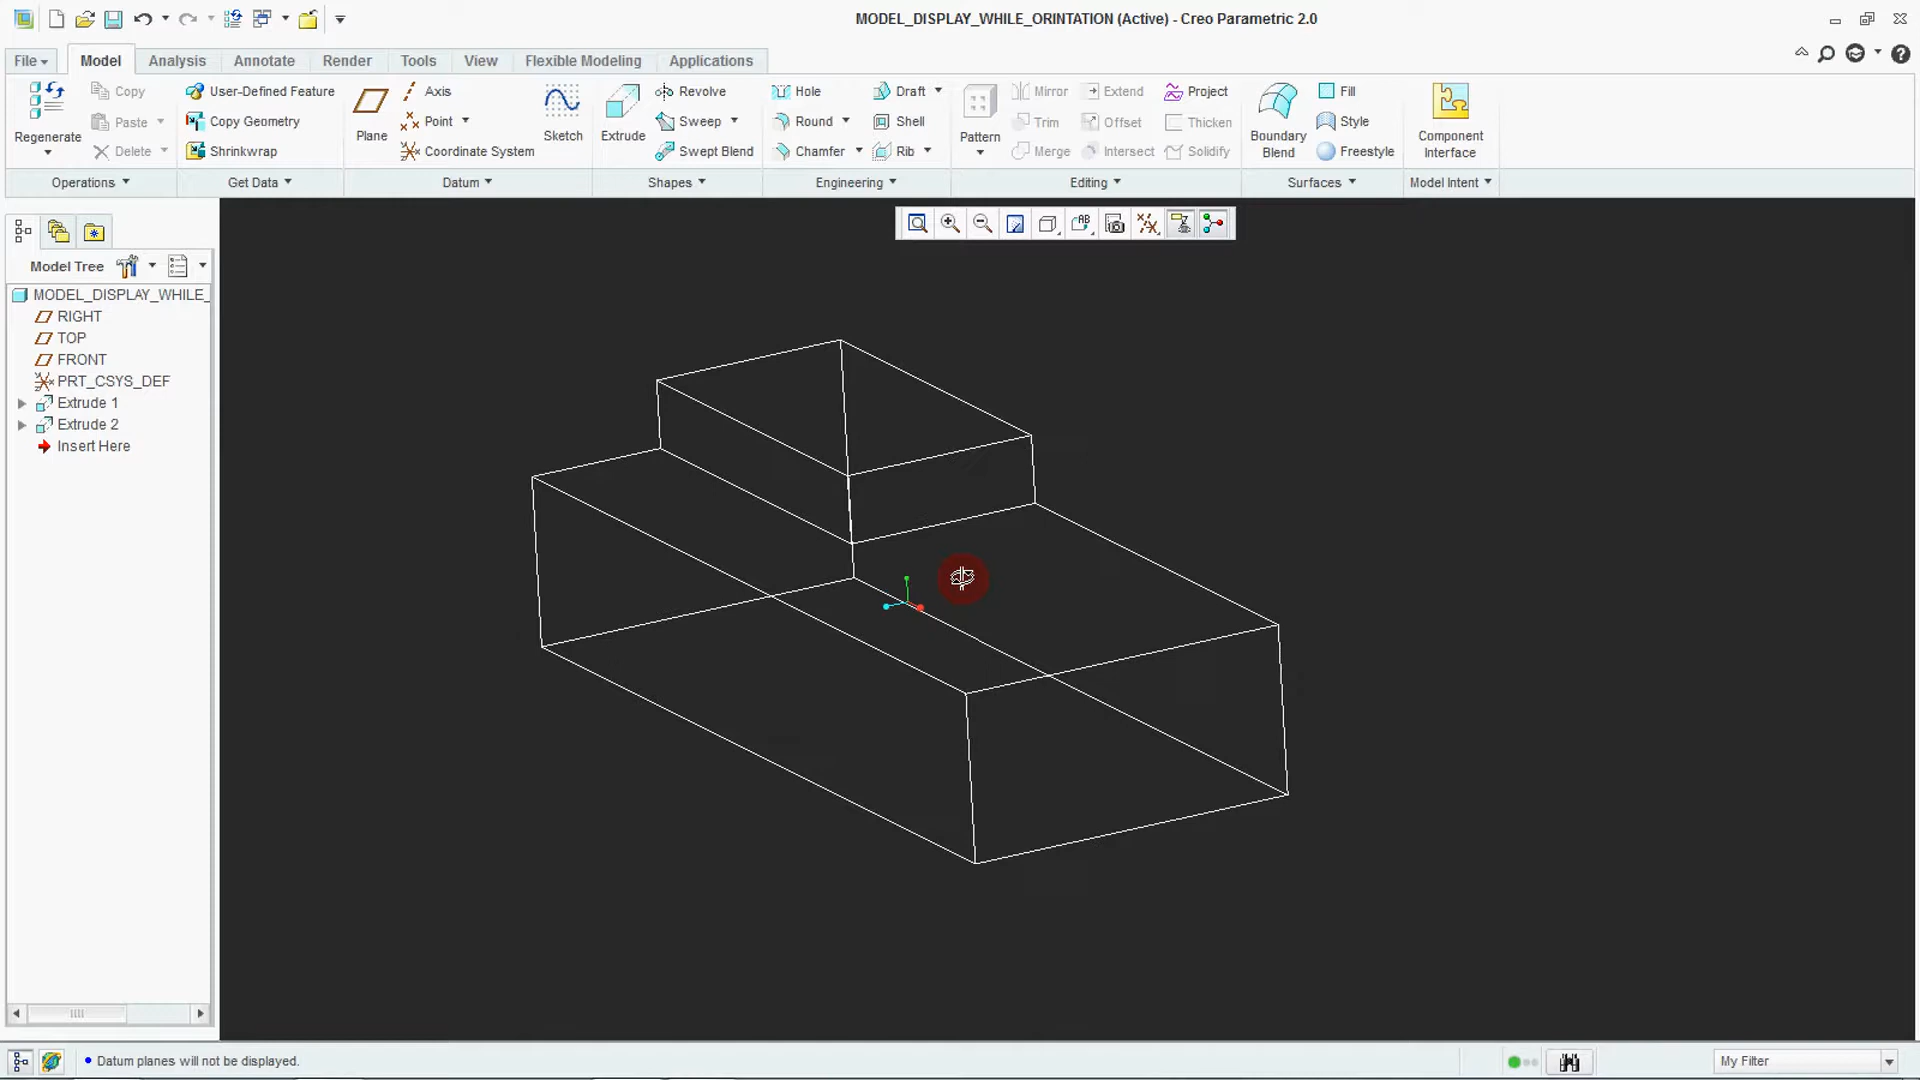 MODEL_DISPLAY_WHILE_ORINTATION (Active) - Creo Parametric 2.0
File Model Analysis Annotate Render Tools View Flexible Modeling Applications
Regenerate
Copy
Paste
Delete
Operations
User-Defined Feature
Copy Geometry
Shrinkwrap
Get Data
Plane
Axis
Point
Coordinate System
Sketch
Datum
Extrude
Revolve
Sweep
Swept Blend
Shapes
Hole
Round
Chamfer
Draft
Shell
Rib
Engineering
Pattern
Mirror
Trim
Merge
Extend
Offset
Intersect
Project
Thicken
Solidify
Editing
Boundary
Blend
Fill
Style
Freestyle
Surfaces
Component
Interface
Model Intent
AB
Model Tree
MODEL_DISPLAY_WHILE_
RIGHT
TOP
FRONT
PRT_CSYS_DEF
Extrude 1
Extrude 2
Insert Here
Datum planes will not be displayed.
My Filter